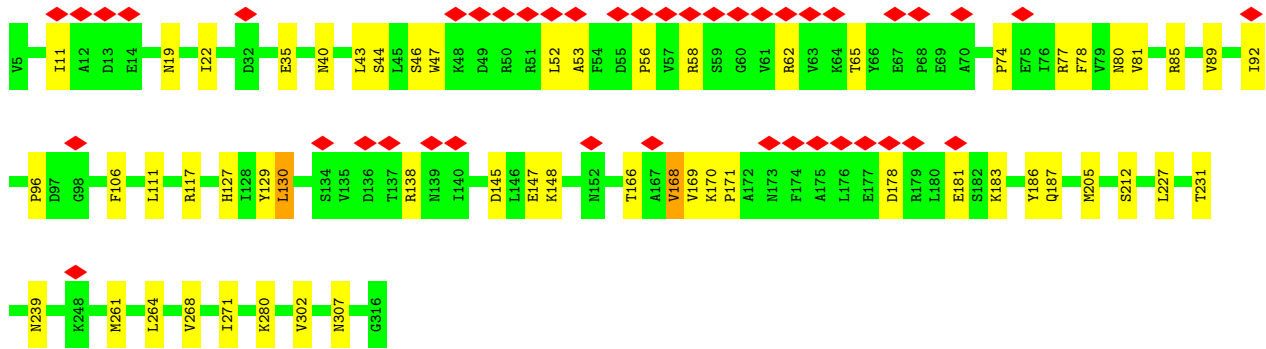 V5 I11 A12 D13 E14 N19 I22 D32 E35 N40 L43 S44 L45 S46 W47 K48 D49 R50 R51 L52 A53 F54 D55 P56 V57 R58 S59 G60 V61 R62 V63 K64 T65 Y66 E67 P68 E69 A70 P74 E75 I76 R77 F78 V79 N80 V81 R85 V89 I92
P96 D97 G98 F106 L111 R117 H127 I128 Y129 L130 S134 V135 D136 T137 R138 N139 I140 D145 L146 E147 K148 N152 T166 A167 V168 V169 K170 P171 A172 N173 F174 A175 L176 E177 D178 R179 L180 E181 S182 K183 Y186 Q187 M205 S212 L227 T231
N239 K248 M261 L264 V268 I271 K280 V302 N307 G316